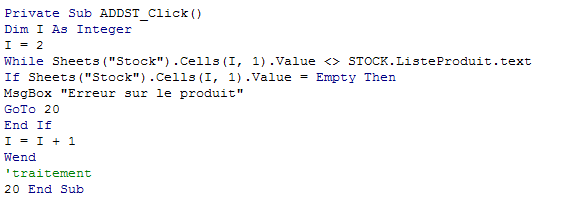 Private Sub ADDST_Click()
Dim I As Integer
I = 2
While Sheets("Stock").Cells(I, 1).Value <> STOCK.ListeProduit.text
If Sheets("Stock").Cells(I, 1).Value = Empty Then
MsgBox "Erreur sur le produit"
GoTo 20
End If
I = I + 1
Wend
'traitement
20 End Sub